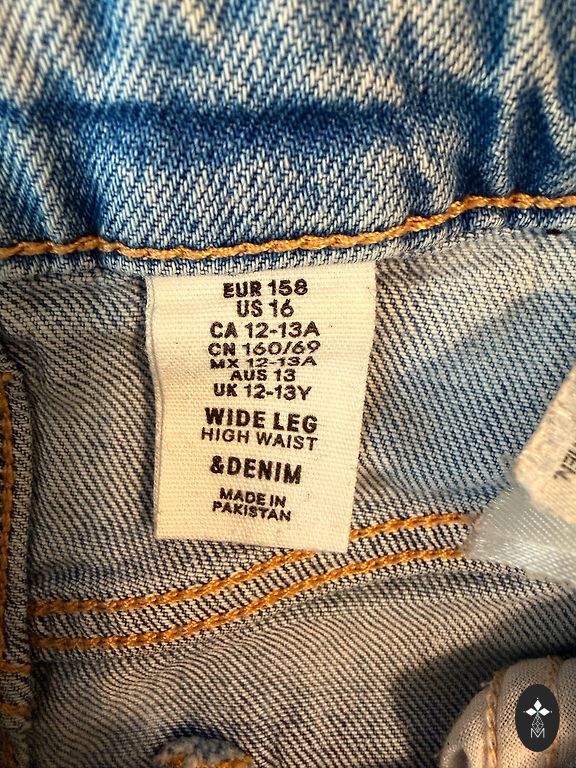 EUR 158
US 16
CA 12-13A
CN 160/69
MX 12-13A
AUS 13
UK 12-13Y
WIDE LEG
HIGH WAIST
&DENIM
MADE IN
PAKISTAN